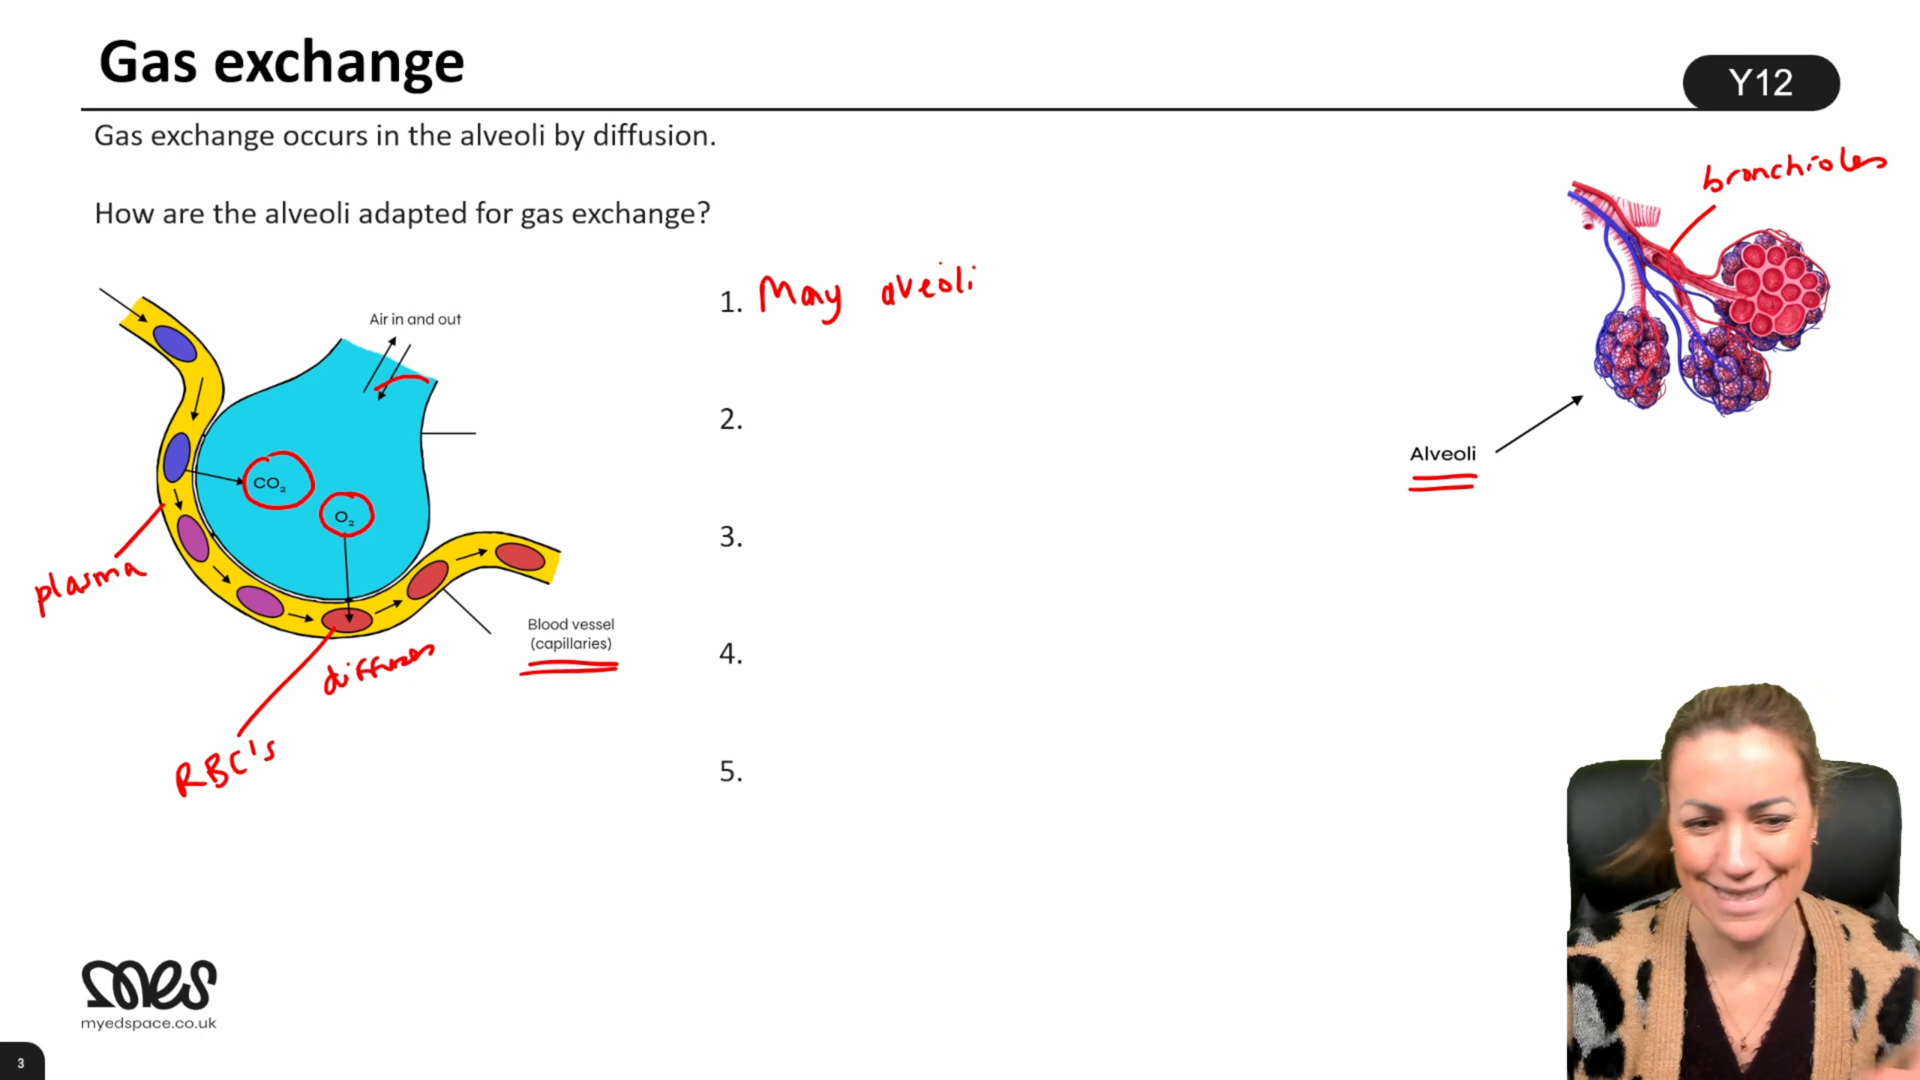 Gas exchange
Y12
Gas exchange occurs in the alveoli by diffusion.
bronchioles
How are the alveoli adapted for gas exchange?
1. May alveoli
Air in and out
2.
Alveoli
CO₂
O₂
3.
plasma
Blood vessel
(capillaries)
4.
diffuses
RBC's
5.
mes
myedspace.co.uk
3